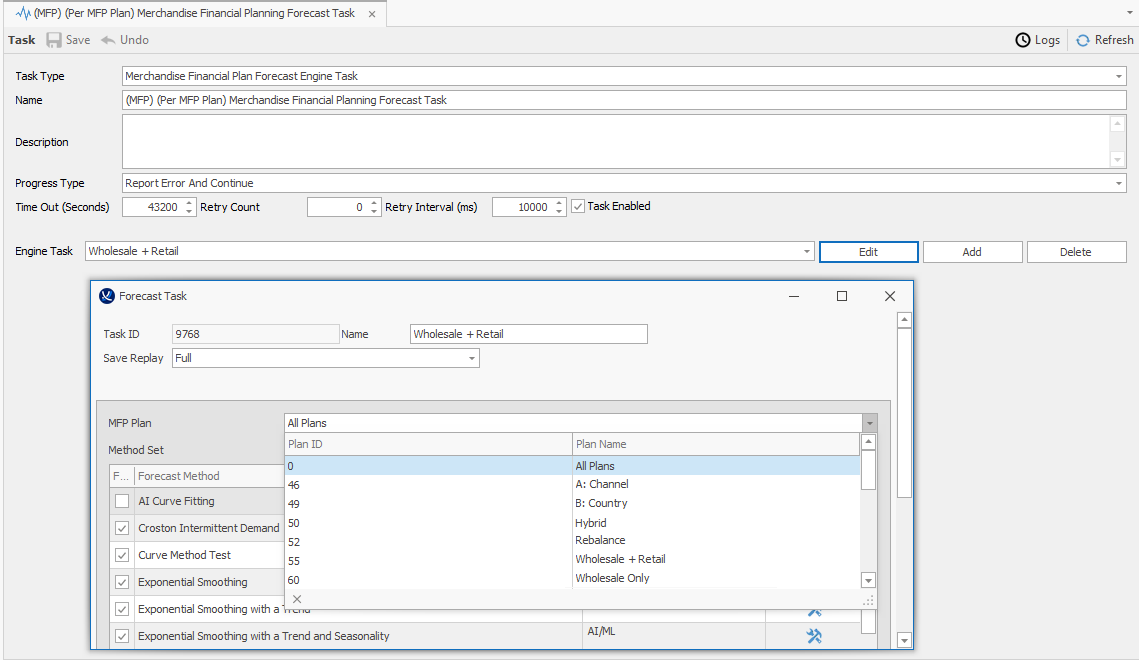 (MFP) (Per MFP Plan) Merchandise Financial Planning Forecast Task
Task Save Undo Logs Refresh
Task Type Merchandise Financial Plan Forecast Engine Task
Name (MFP) (Per MFP Plan) Merchandise Financial Planning Forecast Task
Description
Progress Type Report Error And Continue
Time Out (Seconds) 43200 Retry Count 0 Retry Interval (ms) 10000 Task Enabled
Engine Task Wholesale + Retail Edit Add Delete
Forecast Task
Task ID 9768 Name Wholesale + Retail
Save Replay Full
MFP Plan All Plans
Plan ID Plan Name
Method Set
0 All Plans
F... Forecast Method
46 A: Channel
AI Curve Fitting
49 B: Country
50 Hybrid
Croston Intermittent Demand
52 Rebalance
Curve Method Test
55 Wholesale + Retail
60 Wholesale Only
Exponential Smoothing
Exponential Smoothing with a Trend
Exponential Smoothing with a Trend and Seasonality AI/ML